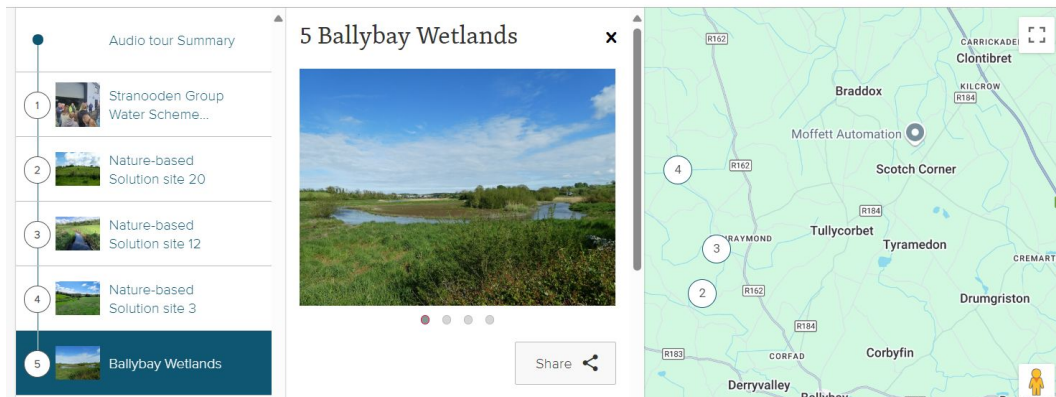 Audio tour Summary
1
Stranooden Group
Water Scheme...
2
Nature-based
Solution site 20
3
Nature-based
Solution site 12
4
Nature-based
Solution site 3
5
Ballybay Wetlands
5 Ballybay Wetlands
x
Share
R162
CARRICKADE
Clontibret
KILCROW
R184
Braddox
Moffett Automation
4
R162
Scotch Corner
R184
Tullycorbet
3
RAYMOND
Tyramedon
CREMART
2
R162
Drumgriston
R184
R183
CORFAD
Corbyfin
Derryvalley
Ballybay